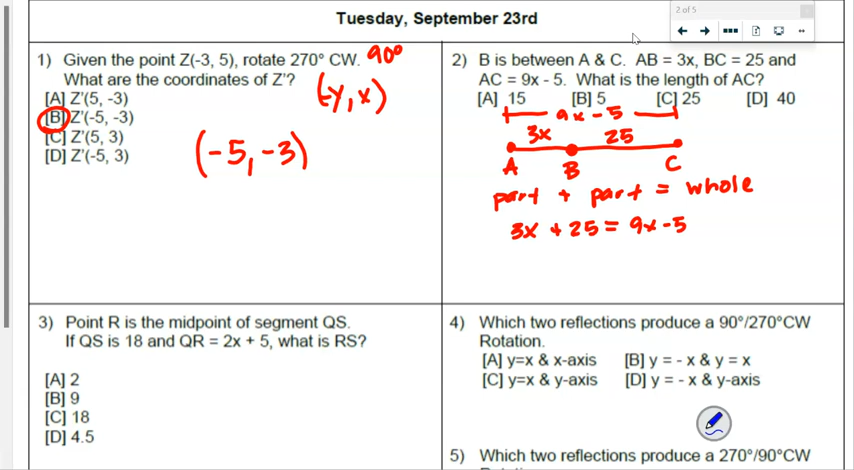 2 of 5
Tuesday, September 23rd
1) Given the point Z(-3, 5), rotate 270° CW. 90°
What are the coordinates of Z'?
(-y, x)
[A] Z'(5, -3)
[B] Z'(-5, -3)
[C] Z'(5, 3)
[D] Z'(-5, 3)
(-5, -3)
2) B is between A & C. AB = 3x, BC = 25 and
AC = 9x - 5. What is the length of AC?
[A] 15 [B] 5 [C] 25 [D] 40
9x - 5
3x 25
A B C
part + part = whole
3x + 25 = 9x - 5
3) Point R is the midpoint of segment QS.
If QS is 18 and QR = 2x + 5, what is RS?
[A] 2
[B] 9
[C] 18
[D] 4.5
4) Which two reflections produce a 90°/270°CW
Rotation.
[A] y=x & x-axis [B] y = - x & y = x
[C] y=x & y-axis [D] y = - x & y-axis
5) Which two reflections produce a 270°/90°CW